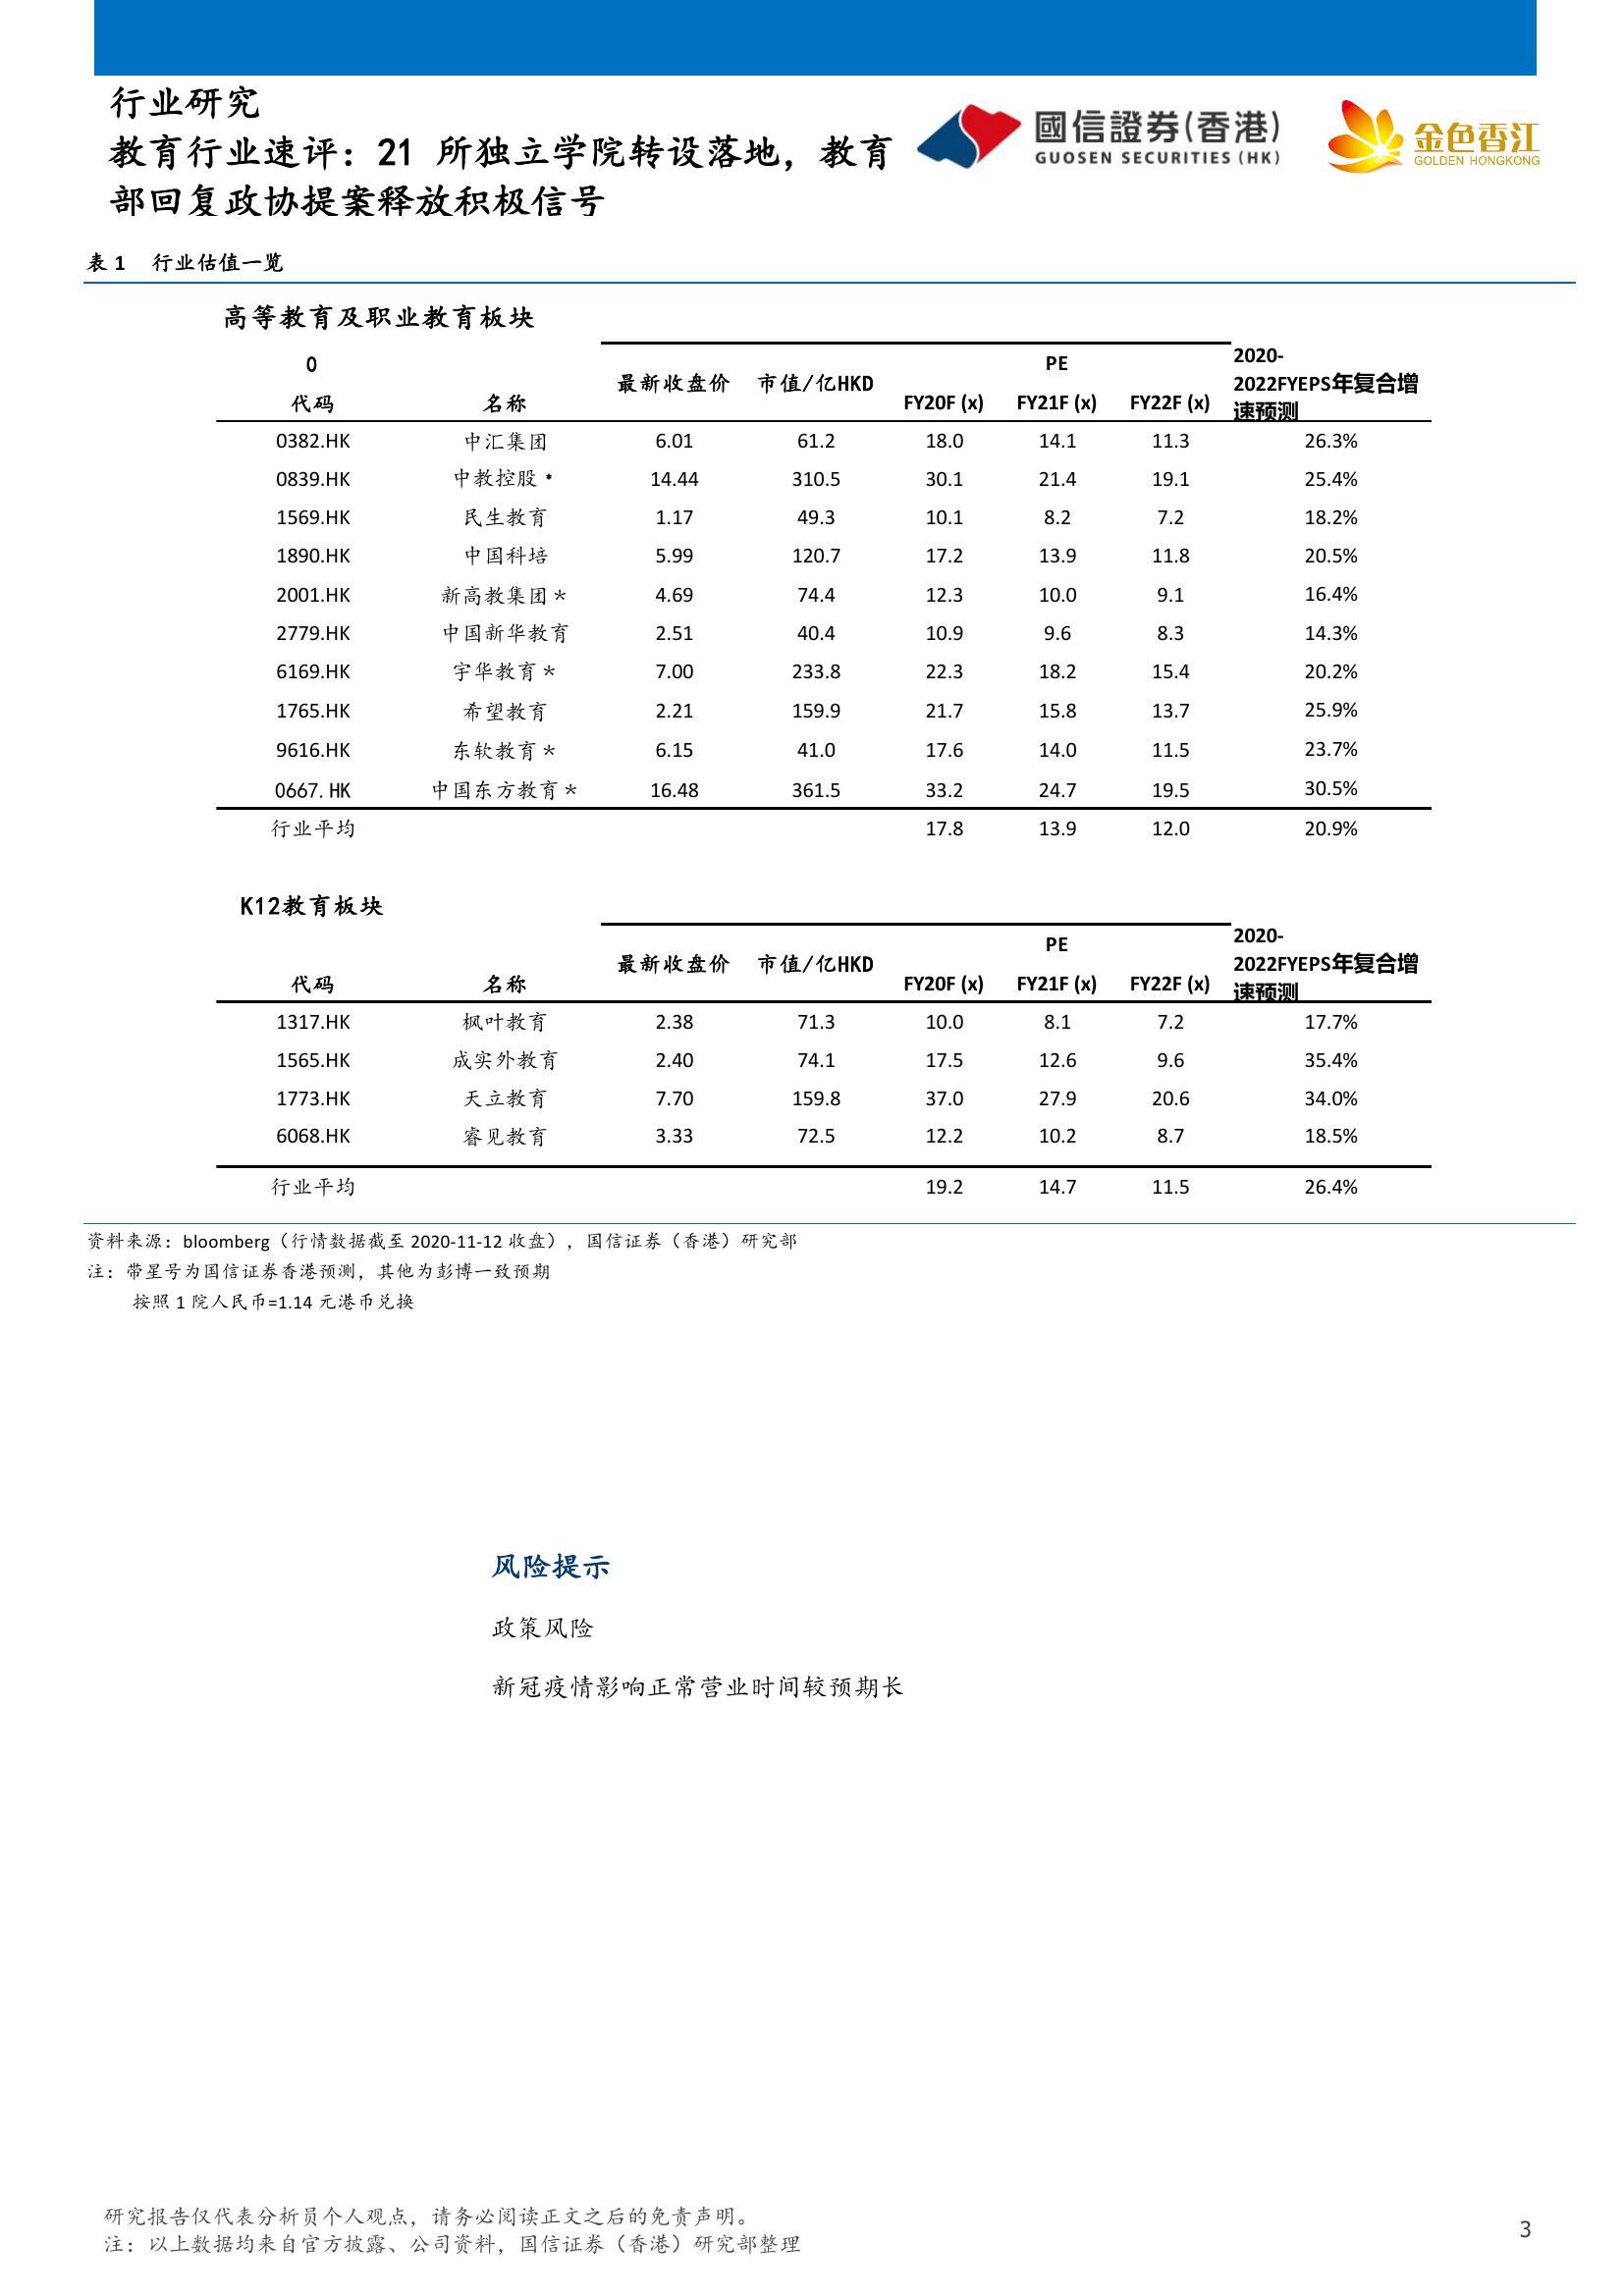 行业研究
教育行业速评：21 所独立学院转设落地，教育
部回复政协提案释放积极信号
國信證券(香港)
GUOSEN SECURITIES (HK)
金色香江
GOLDEN HONGKONG
表 1 行业估值一览
高等教育及职业教育板块
0 PE 2020-
最新收盘价 市值/亿HKD 2022FYEPS年复合增
代码 名称 FY20F (x) FY21F (x) FY22F (x) 速预测
0382.HK 中汇集团 6.01 61.2 18.0 14.1 11.3 26.3%
0839.HK 中教控股* 14.44 310.5 30.1 21.4 19.1 25.4%
1569.HK 民生教育 1.17 49.3 10.1 8.2 7.2 18.2%
1890.HK 中国科培 5.99 120.7 17.2 13.9 11.8 20.5%
2001.HK 新高教集团＊ 4.69 74.4 12.3 10.0 9.1 16.4%
2779.HK 中国新华教育 2.51 40.4 10.9 9.6 8.3 14.3%
6169.HK 宇华教育＊ 7.00 233.8 22.3 18.2 15.4 20.2%
1765.HK 希望教育 2.21 159.9 21.7 15.8 13.7 25.9%
9616.HK 东软教育＊ 6.15 41.0 17.6 14.0 11.5 23.7%
0667. HK 中国东方教育＊ 16.48 361.5 33.2 24.7 19.5 30.5%
行业平均 17.8 13.9 12.0 20.9%
K12教育板块
PE 2020-
最新收盘价 市值/亿HKD 2022FYEPS年复合增
代码 名称 FY20F (x) FY21F (x) FY22F (x) 速预测
1317.HK 枫叶教育 2.38 71.3 10.0 8.1 7.2 17.7%
1565.HK 成实外教育 2.40 74.1 17.5 12.6 9.6 35.4%
1773.HK 天立教育 7.70 159.8 37.0 27.9 20.6 34.0%
6068.HK 睿见教育 3.33 72.5 12.2 10.2 8.7 18.5%
行业平均 19.2 14.7 11.5 26.4%
资料来源：bloomberg（行情数据截至 2020-11-12 收盘），国信证券（香港）研究部
注：带星号为国信证券香港预测，其他为彭博一致预期
按照 1 院人民币=1.14 元港币兑换
风险提示
政策风险
新冠疫情影响正常营业时间较预期长
研究报告仅代表分析员个人观点，请务必阅读正文之后的免责声明。
注：以上数据均来自官方披露、公司资料，国信证券（香港）研究部整理
3